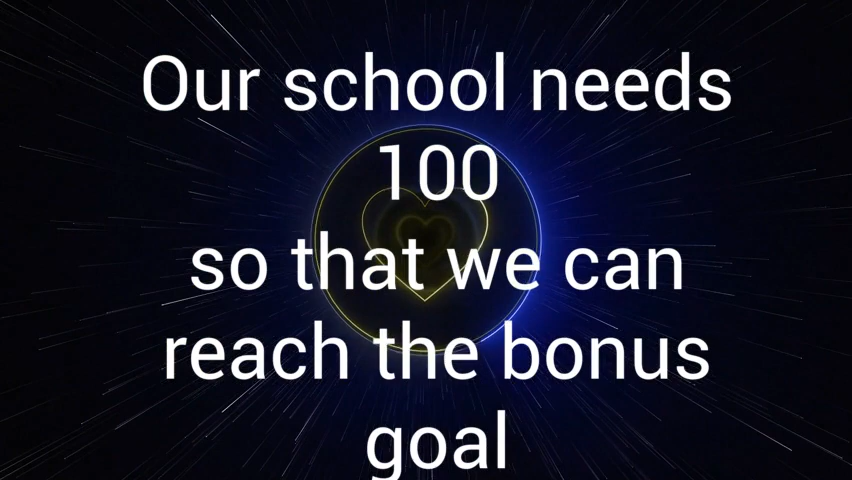 Our school needs
100
so that we can
reach the bonus
goal